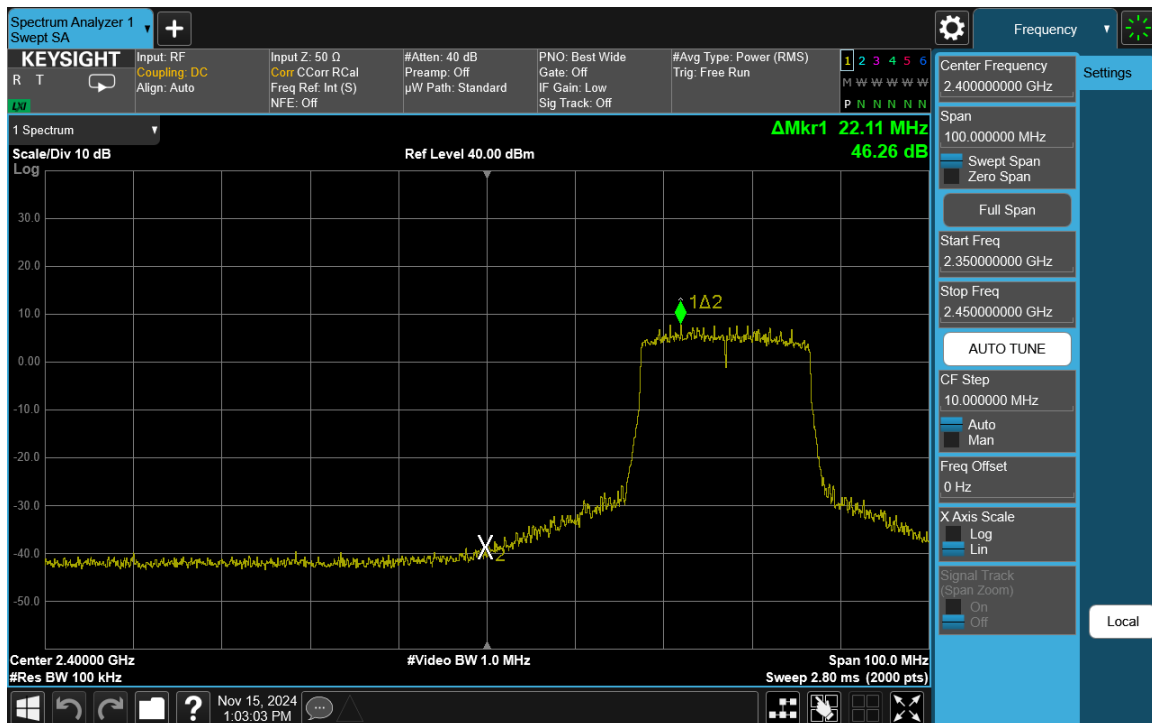 Spectrum Analyzer 1
Swept SA
+
Frequency
KEYSIGHT
R T
LXI
Input: RF
Coupling: DC
Align: Auto
Input Z: 50 Ω
Corr CCorr RCal
Freq Ref: Int (S)
NFE: Off
#Atten: 40 dB
Preamp: Off
µW Path: Standard
PNO: Best Wide
Gate: Off
IF Gain: Low
Sig Track: Off
#Avg Type: Power (RMS)
Trig: Free Run
1 2 3 4 5 6
M W W W W W
P N N N N N
1 Spectrum
Scale/Div 10 dB
Log
Ref Level 40.00 dBm
ΔMkr1 22.11 MHz
46.26 dB
30.0
20.0
10.0
0.00
-10.0
-20.0
-30.0
-40.0
-50.0
1Δ2
X2
Center 2.40000 GHz
#Res BW 100 kHz
#Video BW 1.0 MHz
Span 100.0 MHz
Sweep 2.80 ms (2000 pts)
Center Frequency
2.400000000 GHz
Span
100.000000 MHz
Swept Span
Zero Span
Full Span
Start Freq
2.350000000 GHz
Stop Freq
2.450000000 GHz
AUTO TUNE
CF Step
10.000000 MHz
Auto
Man
Freq Offset
0 Hz
X Axis Scale
Log
Lin
Signal Track
(Span Zoom)
On
Off
Settings
Local
?
Nov 15, 2024
1:03:03 PM